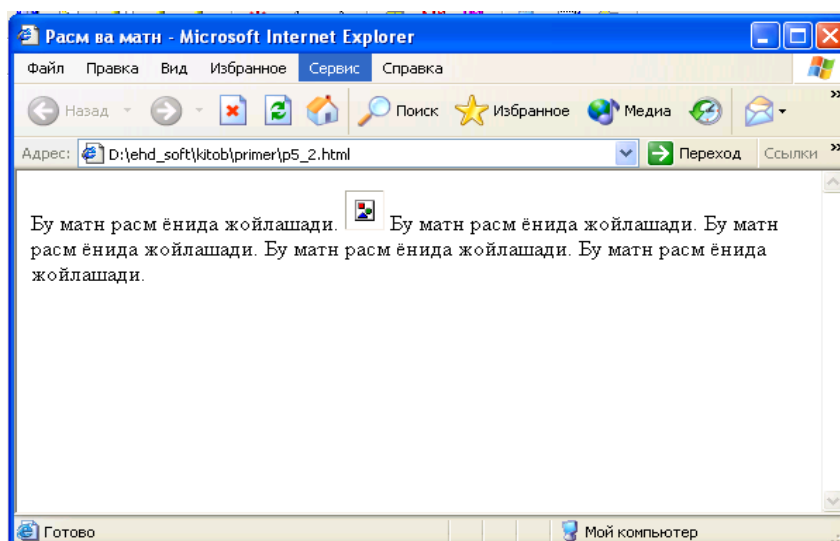 Расм ва матн - Microsoft Internet Explorer
Файл Правка Вид Избранное Сервис Справка
Назад Поиск Избранное Медиа »
Адрес: D:\ehd_soft\kitob\primer\p5_2.html Переход Ссылки »
Бу матн расм ёнида жойлашади. Бу матн расм ёнида жойлашади. Бу матн
расм ёнида жойлашади. Бу матн расм ёнида жойлашади. Бу матн расм ёнида
жойлашади.
Готово Мой компьютер